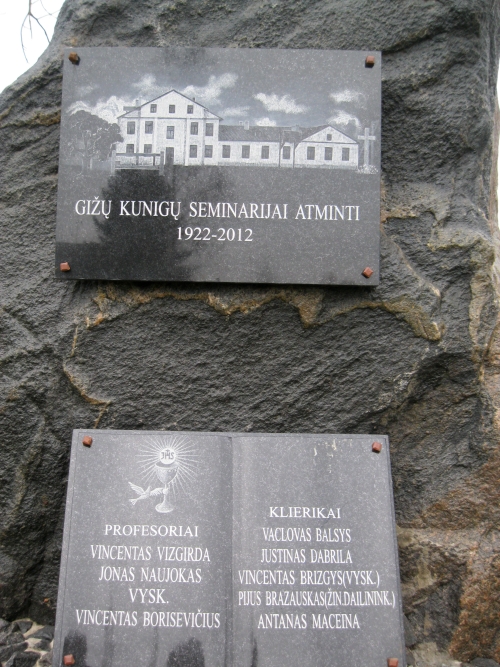 GIŽŲ KUNIGŲ SEMINARIJAI ATMINTI
1922-2012
IHS
PROFESORIAI
VINCENTAS VIZGIRDA
JONAS NAUJOKAS
VYSK.
VINCENTAS BORISEVIČIUS
KLIERIKAI
VACLOVAS BALSYS
JUSTINAS DABRILA
VINCENTAS BRIZGYS(VYSK.)
PIJUS BRAZAUSKAS(ŽIN.DAILININK.)
ANTANAS MACEINA